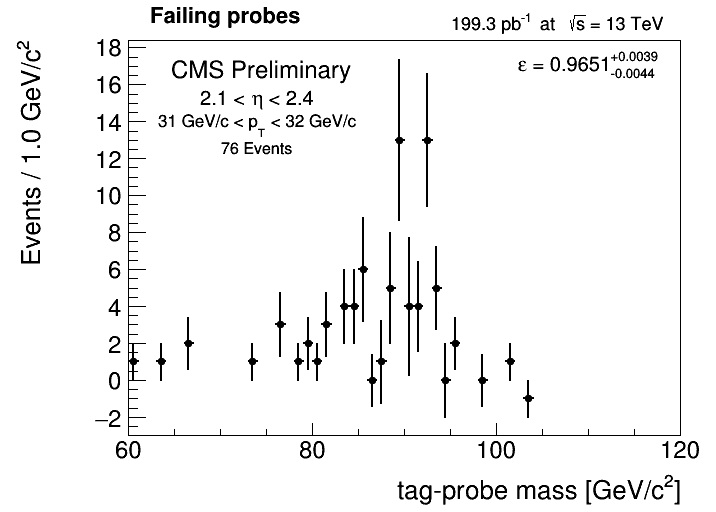 Failing probes
199.3 pb⁻¹ at √s = 13 TeV
CMS Preliminary
ε = 0.9651 +0.0039 -0.0044
2.1 < η < 2.4
31 GeV/c < p_T < 32 GeV/c
76 Events
Events / 1.0 GeV/c²
18
16
14
12
10
8
6
4
2
0
−2
60 80 100 120
tag-probe mass [GeV/c²]